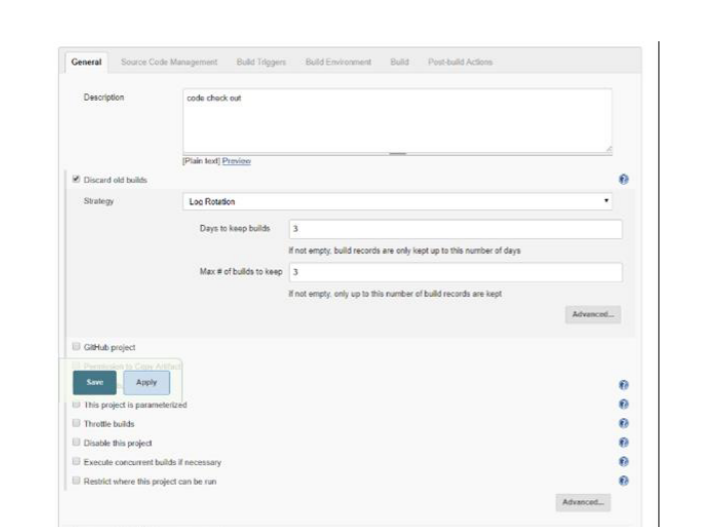 General Source Code Management Build Triggers Build Environment Build Post-build Actions
Description code check out
[Plain text] Preview
Discard old builds
Strategy Log Rotation
Days to keep builds 3
If not empty, build records are only kept up to this number of days
Max # of builds to keep 3
If not empty, only up to this number of build records are kept
Advanced...
GitHub project
Permission to Copy Artifact
Save Apply
This project is parameterized
Throttle builds
Disable this project
Execute concurrent builds if necessary
Restrict where this project can be run
Advanced...